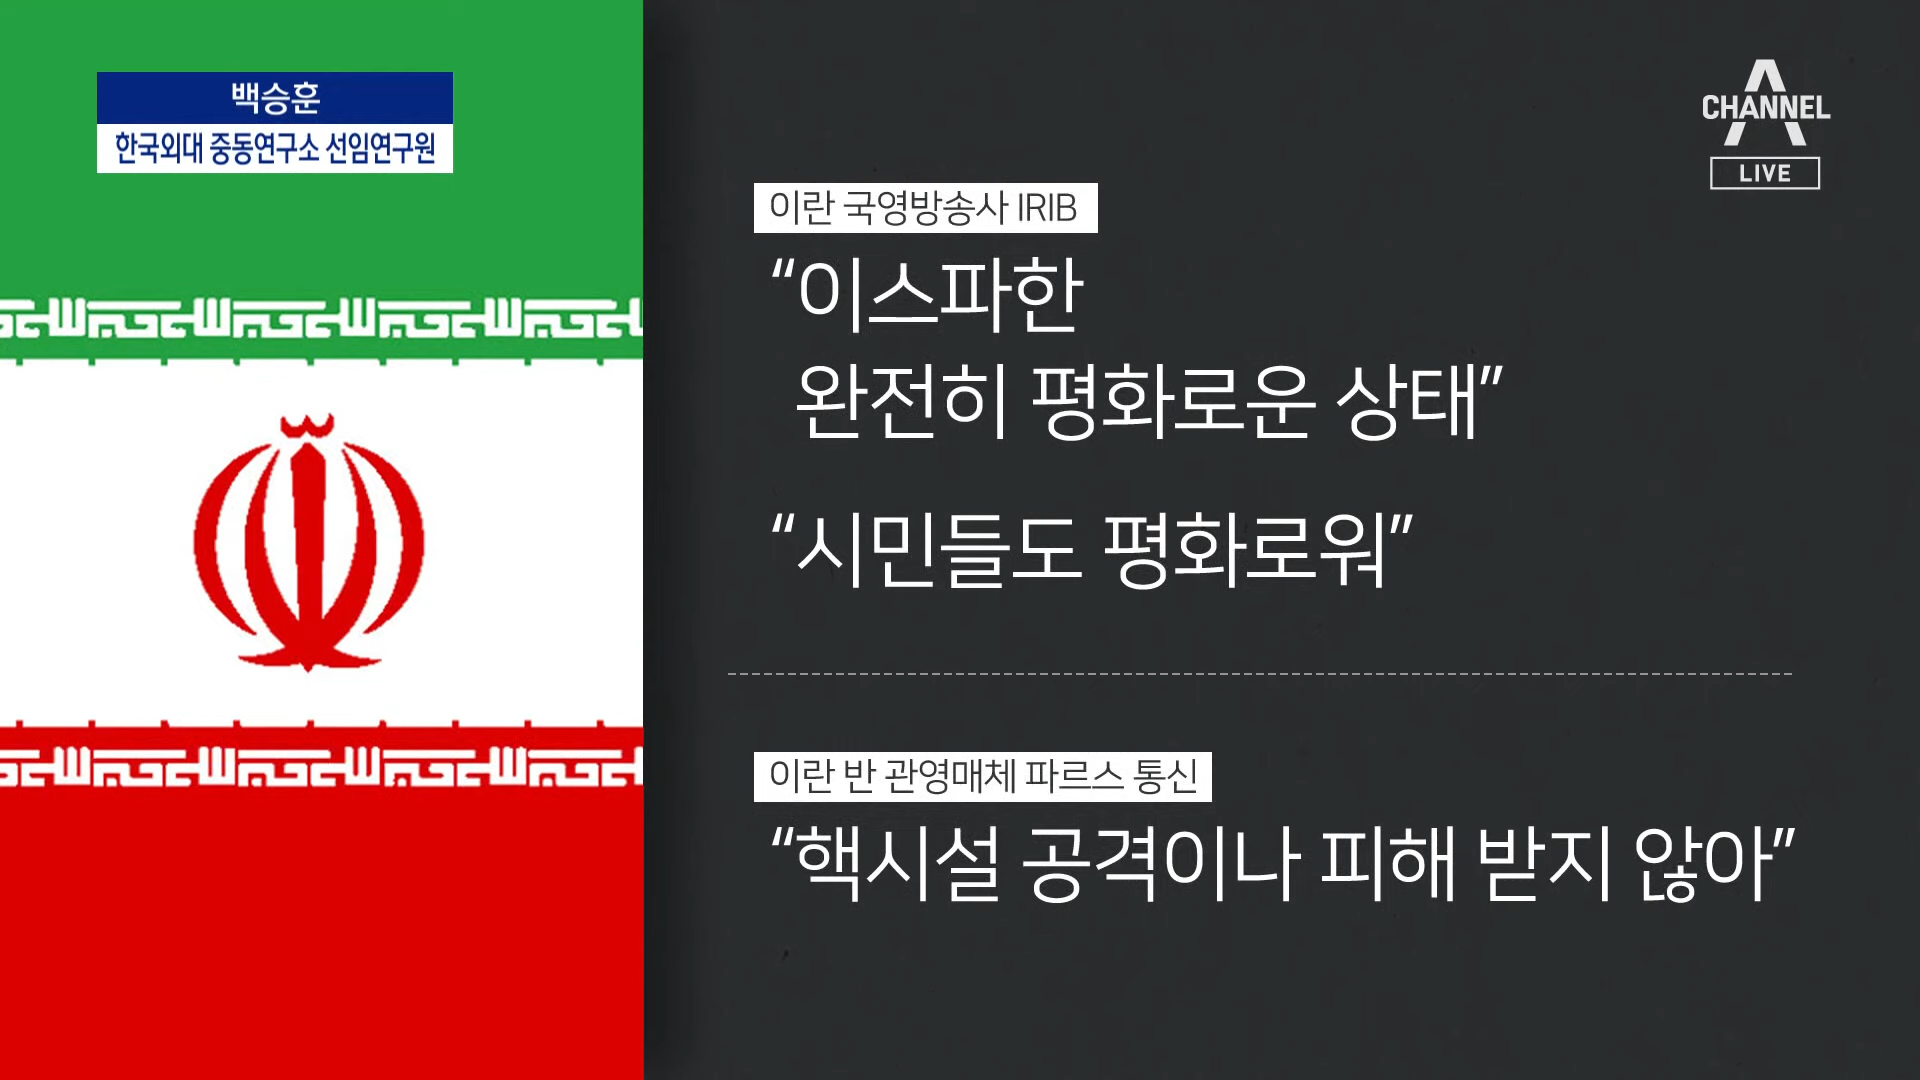 백승훈
한국외대 중동연구소 선임연구원
CHANNEL A
LIVE
이란 국영방송사 IRIB
“이스파한
완전히 평화로운 상태”
“시민들도 평화로워”
이란 반 관영매체 파르스 통신
“핵시설 공격이나 피해 받지 않아”